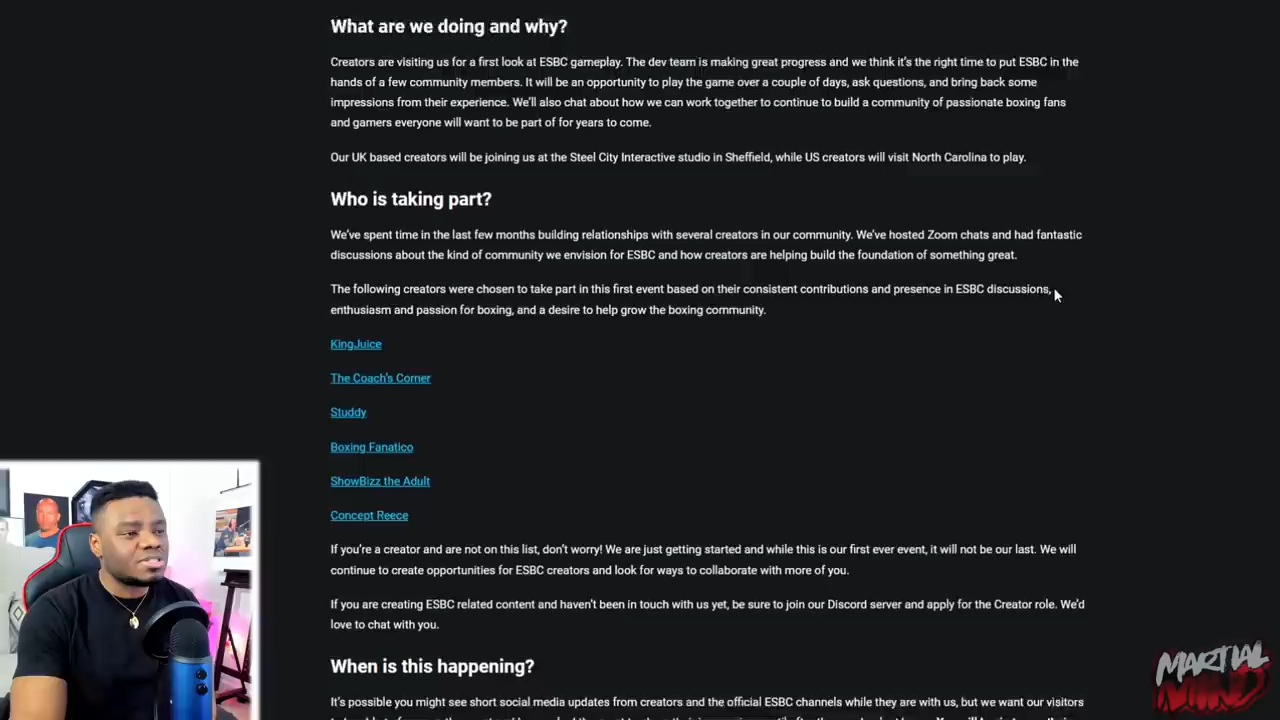 What are we doing and why?
Creators are visiting us for a first look at ESBC gameplay. The dev team is making great progress and we think it's the right time to put ESBC in the
hands of a few community members. It will be an opportunity to play the game over a couple of days, ask questions, and bring back some
impressions from their experience. We'll also chat about how we can work together to continue to build a community of passionate boxing fans
and gamers everyone will want to be part of for years to come.
Our UK based creators will be joining us at the Steel City Interactive studio in Sheffield, while US creators will visit North Carolina to play.
Who is taking part?
We've spent time in the last few months building relationships with several creators in our community. We've hosted Zoom chats and had fantastic
discussions about the kind of community we envision for ESBC and how creators are helping build the foundation of something great.
The following creators were chosen to take part in this first event based on their consistent contributions and presence in ESBC discussions,
enthusiasm and passion for boxing, and a desire to help grow the boxing community.
KingJuice
The Coach's Corner
Studdy
Boxing Fanatico
ShowBizz the Adult
Concept Reece
If you're a creator and are not on this list, don't worry! We are just getting started and while this is our first ever event, it will not be our last. We will
continue to create opportunities for ESBC creators and look for ways to collaborate with more of you.
If you are creating ESBC related content and haven't been in touch with us yet, be sure to join our Discord server and apply for the Creator role. We'd
love to chat with you.
When is this happening?
It's possible you might see short social media updates from creators and the official ESBC channels while they are with us, but we want our visitors
MARTIAL
MIND